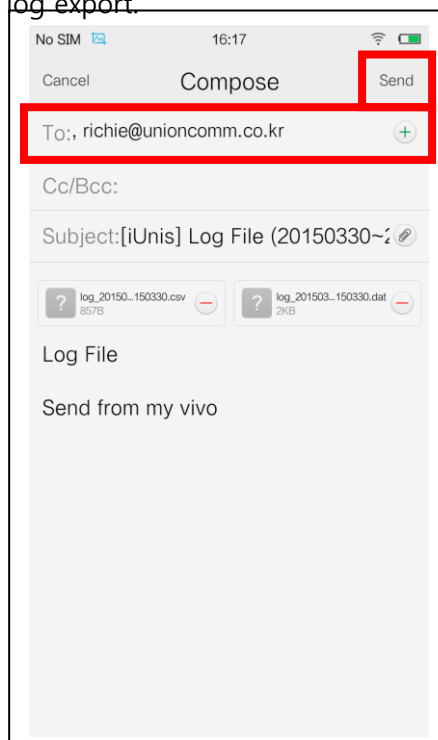 log export.
No SIM 16:17
Cancel Compose Send
To:, richie@unioncomm.co.kr
Cc/Bcc:
Subject:[iUnis] Log File (20150330~2
log_20150...150330.csv log_201503...150330.dat
857B 2KB
Log File
Send from my vivo